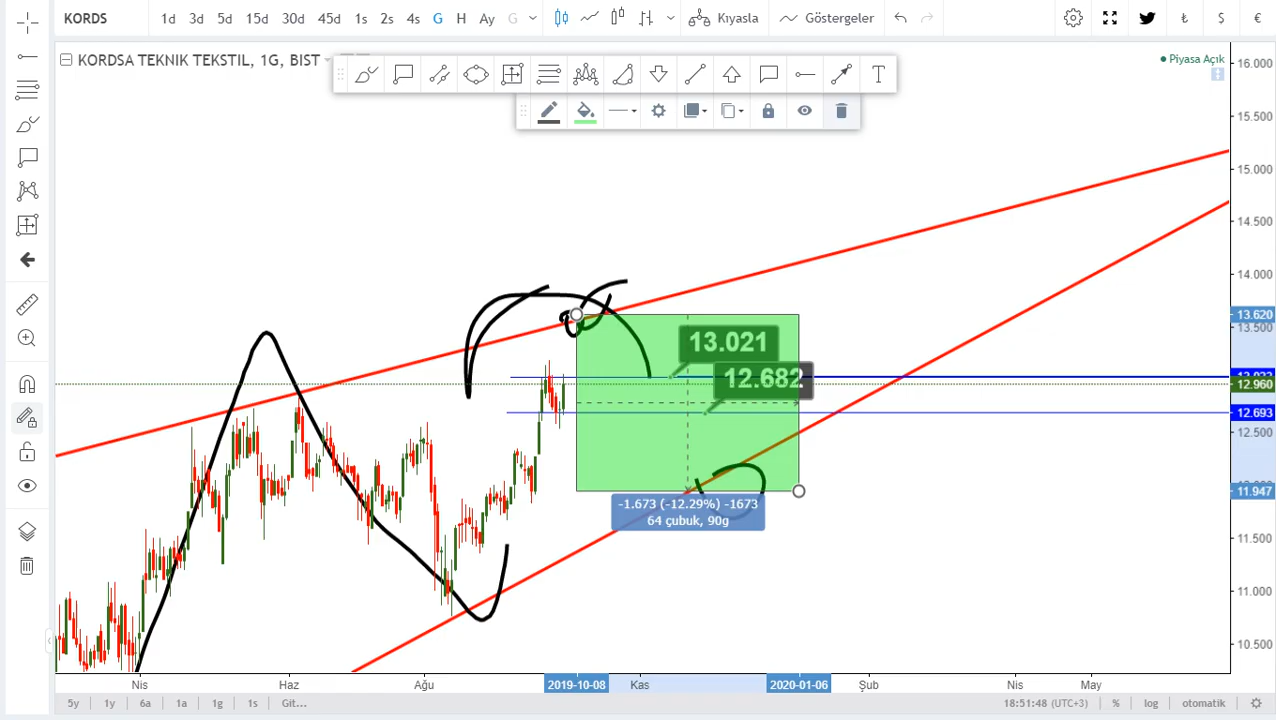 KORDS 1d 3d 5d 15d 30d 45d 1s 2s 4s G H Ay G Kıyasla Göstergeler ₺ $ €
KORDSA TEKNIK TEKSTIL, 1G, BIST
Piyasa Açık
T
16.000
15.500
15.000
14.500
14.000
13.620
13.500
13.021
12.682
12.960
12.693
12.500
11.947
-1.673 (-12.29%) -1673
64 çubuk, 90g
11.500
11.000
10.500
Nis Haz Ağu 2019-10-08 Kas 2020-01-06 Şub Nis May
5y 1y 6a 1a 1g 1s Git... 18:51:48 (UTC+3) % log otomatik